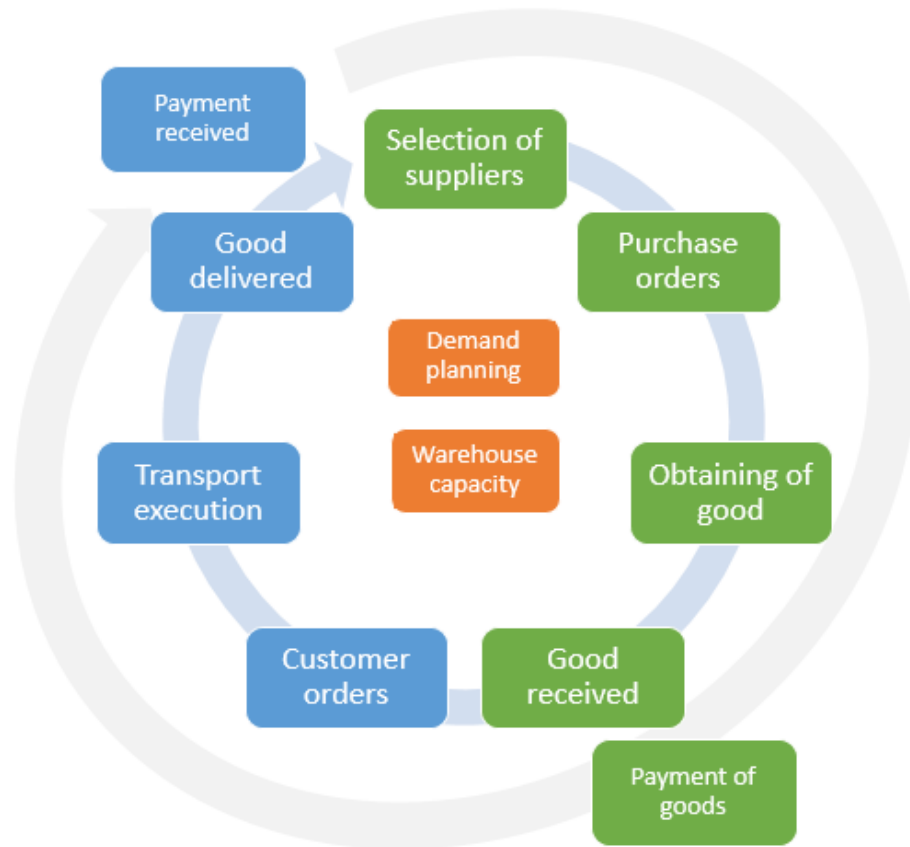 Payment
received
Selection of
suppliers
Good
delivered
Purchase
orders
Demand
planning
Warehouse
capacity
Transport
execution
Obtaining of
good
Customer
orders
Good
received
Payment of
goods